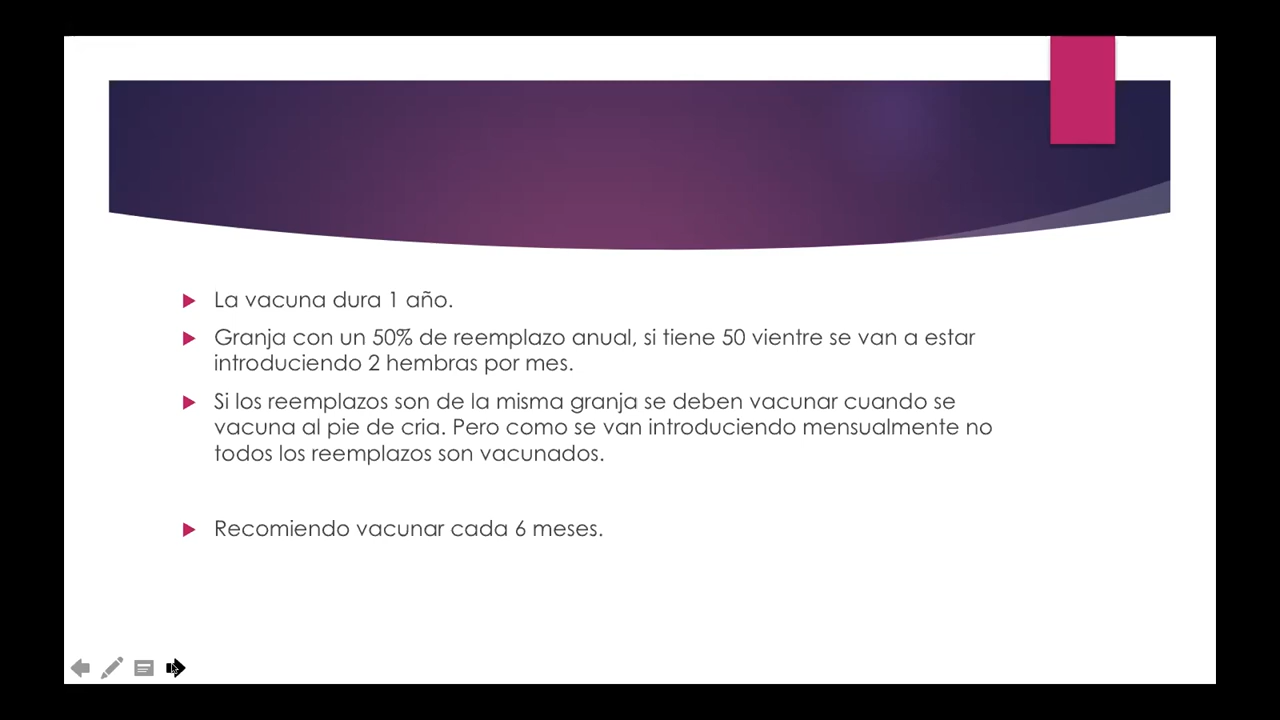 La vacuna dura 1 año.
Granja con un 50% de reemplazo anual, si tiene 50 vientre se van a estar
introduciendo 2 hembras por mes.
Si los reemplazos son de la misma granja se deben vacunar cuando se
vacuna al pie de cria. Pero como se van introduciendo mensualmente no
todos los reemplazos son vacunados.
Recomiendo vacunar cada 6 meses.